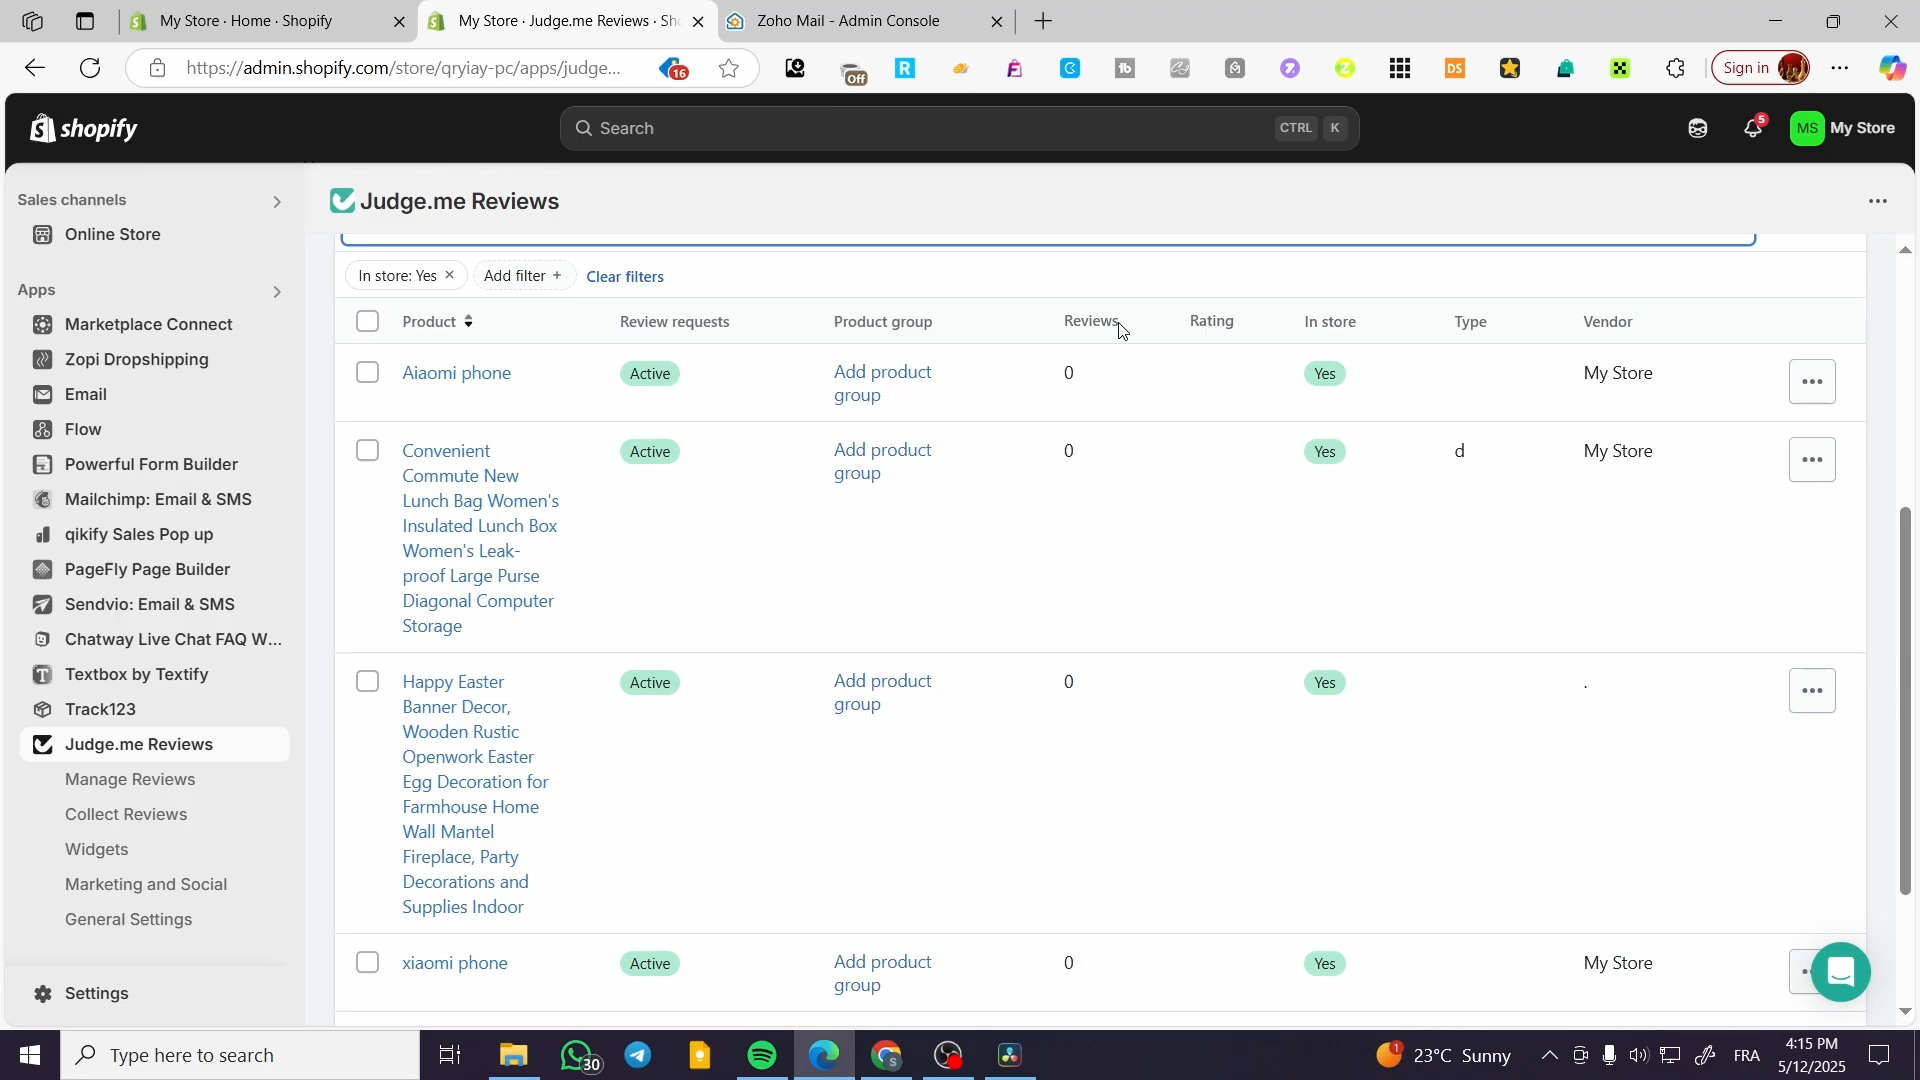 My Store · Home · Shopify
My Store · Judge.me Reviews · Sh
Zoho Mail - Admin Console
https://admin.shopify.com/store/qryiay-pc/apps/judge...
16
Off
Sign in
shopify
Search
CTRL K
5
MS My Store
Sales channels
Online Store
Apps
Marketplace Connect
Zopi Dropshipping
Email
Flow
Powerful Form Builder
Mailchimp: Email & SMS
qikify Sales Pop up
PageFly Page Builder
Sendvio: Email & SMS
Chatway Live Chat FAQ W...
Textbox by Textify
Track123
Judge.me Reviews
Manage Reviews
Collect Reviews
Widgets
Marketing and Social
General Settings
Settings
Judge.me Reviews
In store: Yes
Add filter +
Clear filters
Product Review requests Product group Reviews Rating In store Type Vendor
Aiaomi phone Active Add product group 0 Yes My Store
Convenient Commute New Lunch Bag Women's Insulated Lunch Box Women's Leak-proof Large Purse Diagonal Computer Storage
Active Add product group 0 Yes d My Store
Happy Easter Banner Decor, Wooden Rustic Openwork Easter Egg Decoration for Farmhouse Home Wall Mantel Fireplace, Party Decorations and Supplies Indoor
Active Add product group 0 Yes .
xiaomi phone Active Add product group 0 Yes My Store
Type here to search
30
1
23°C Sunny
FRA
4:15 PM
5/12/2025